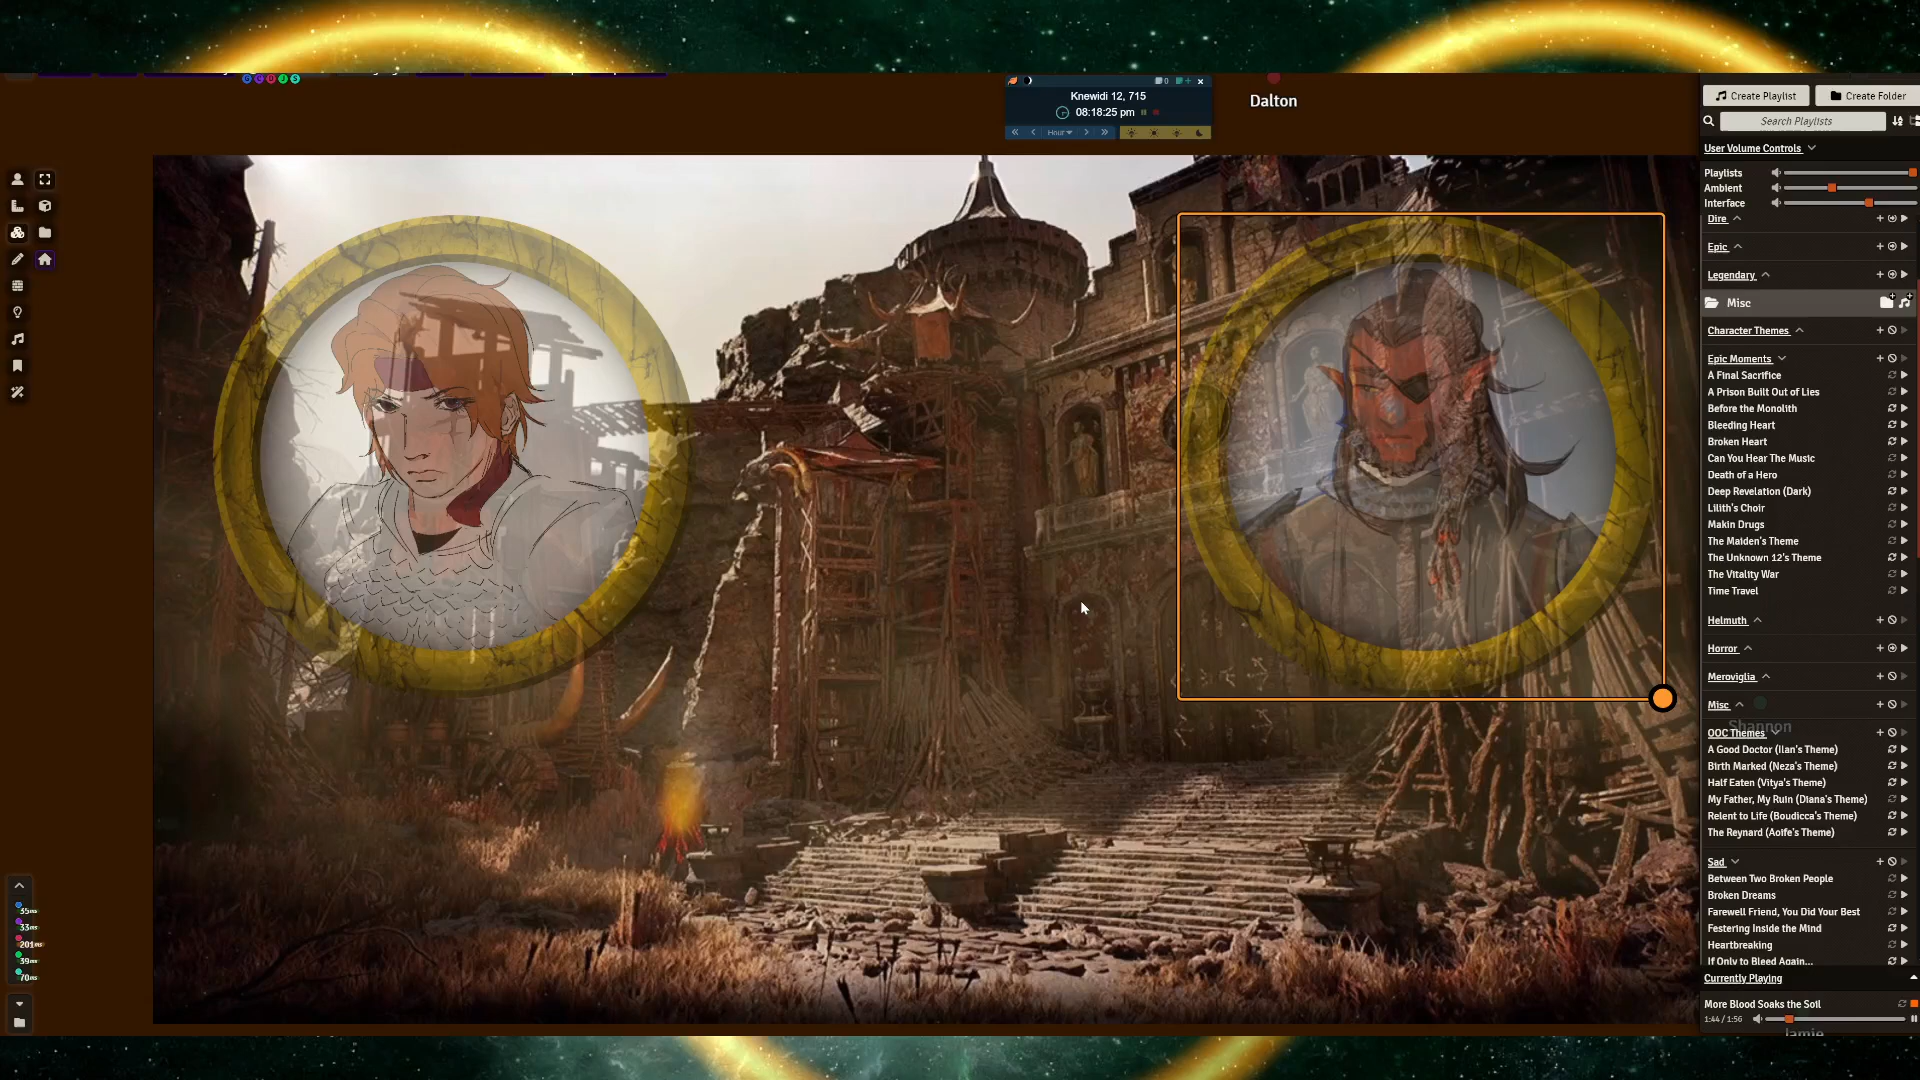 0
Knewidi 12, 715
08:18:25 pm
Hour
Dalton
Create Playlist
Create Folder
Search Playlists
User Volume Controls
Playlists
Ambient
Interface
Dire
Epic
Legendary
Misc
Character Themes
Epic Moments
A Final Sacrifice
A Prison Built Out of Lies
Before the Monolith
Bleeding Heart
Broken Heart
Can You Hear The Music
Death of a Hero
Deep Revelation (Dark)
Lilith's Choir
Makin Drugs
The Maiden's Theme
The Unknown 12's Theme
The Vitality War
Time Travel
Helmuth
Horror
Meroviglia
Misc
Shannon
OOC Themes
A Good Doctor (Ilan's Theme)
Birth Marked (Neza's Theme)
Half Eaten (Vitya's Theme)
My Father, My Ruin (Diana's Theme)
Relent to Life (Boudicca's Theme)
The Reynard (Aoife's Theme)
Sad
Between Two Broken People
Broken Dreams
Farewell Friend, You Did Your Best
Festering Inside the Mind
Heartbreaking
If Only to Bleed Again...
Currently Playing
More Blood Soaks the Soil
1:44 / 1:56
Jamie
35ms
33ms
201ms
39ms
70ms